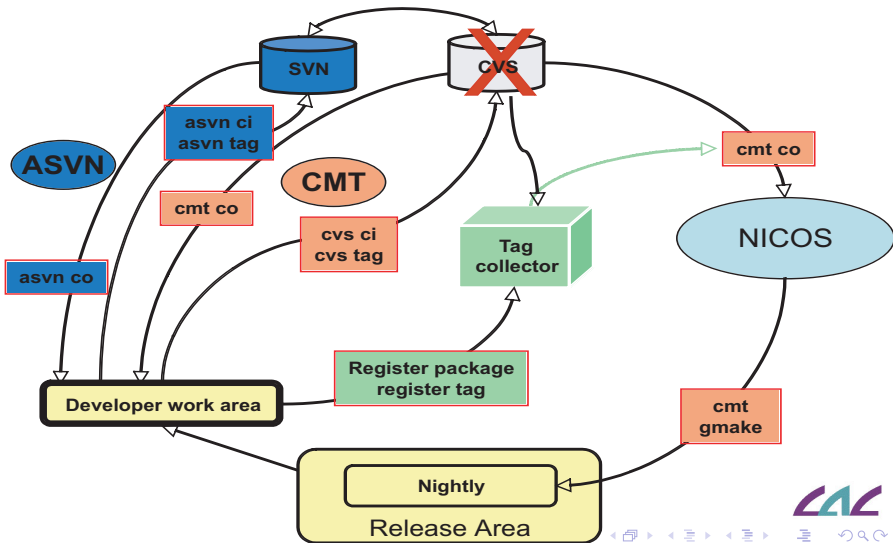 SVN
CVS
asvn ci
asvn tag
ASVN
CMT
cmt co
cmt co
cvs ci
cvs tag
Tag
collector
NICOS
asvn co
Register package
register tag
Developer work area
cmt
gmake
Nightly
Release Area
CAC